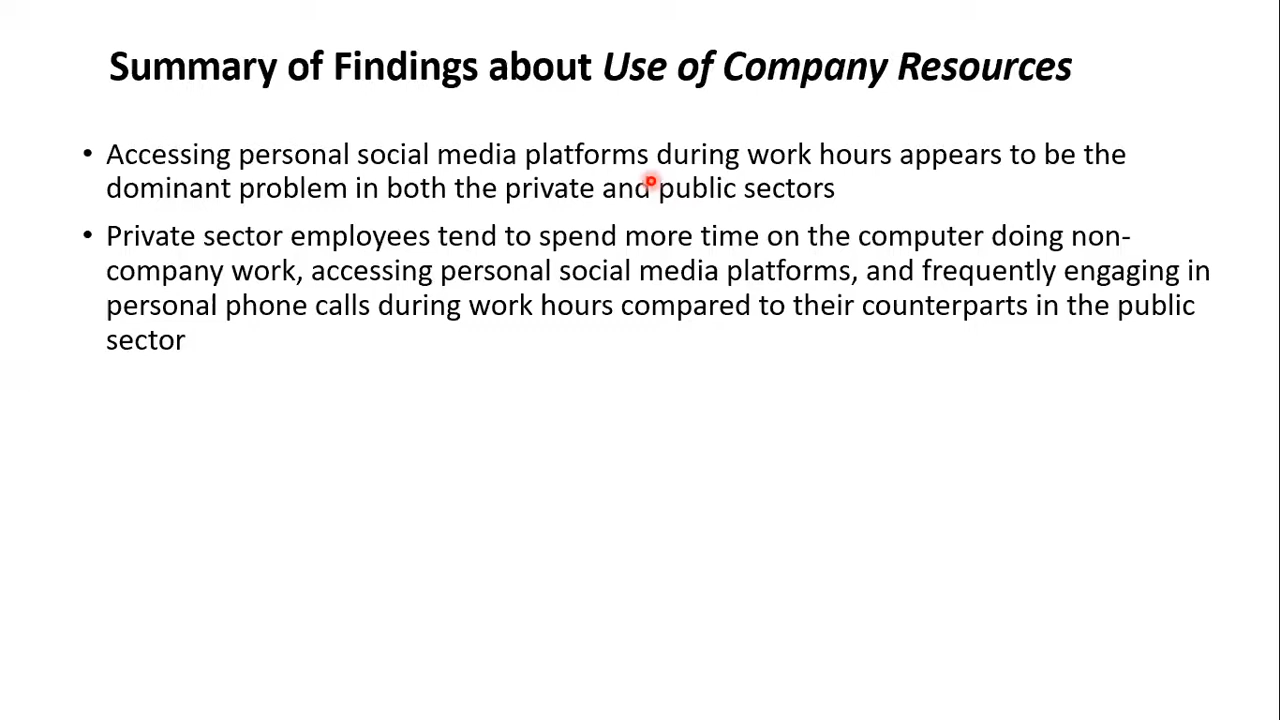 Summary of Findings about Use of Company Resources
• Accessing personal social media platforms during work hours appears to be the
dominant problem in both the private and public sectors
• Private sector employees tend to spend more time on the computer doing non-
company work, accessing personal social media platforms, and frequently engaging in
personal phone calls during work hours compared to their counterparts in the public
sector